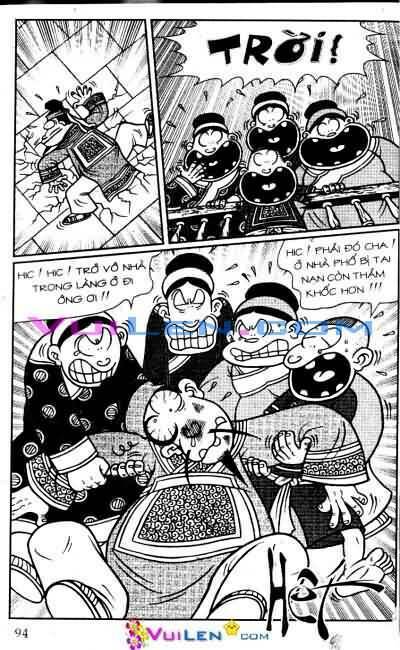 TRỜI!
HIC! HIC! TRỞ VÔ NHÀ
TRONG LÀNG Ở ĐI
ÔNG ƠI!!
HIC! PHẢI ĐÓ CHA!
Ở NHÀ PHỐ BỊ TAI
NẠN CÒN THẢM
KHỐC HƠN!!!
VuiLen.com
Hết
94
VuiLen.com